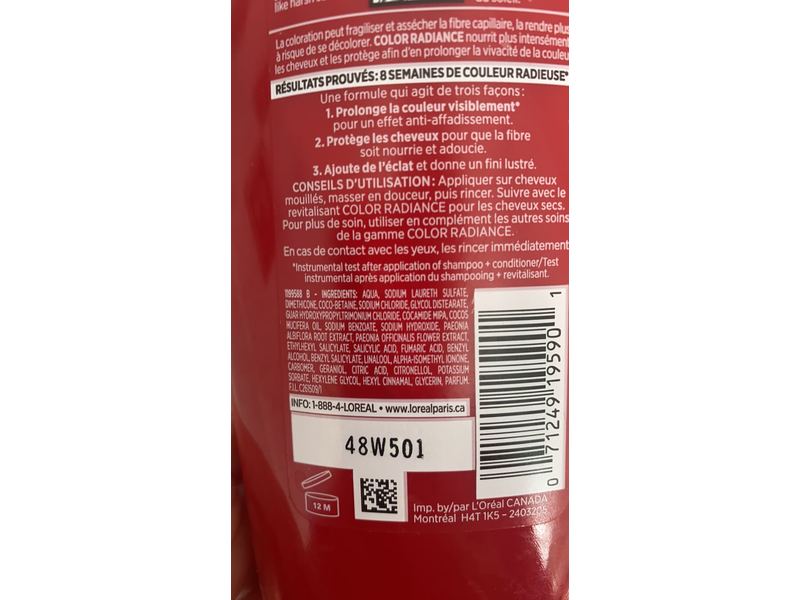 like
La coloration peut fragiliser et assécher la fibre capillaire, la rendre plus
à risque de se décolorer. COLOR RADIANCE nourrit plus intensément
les cheveux et les protège afin d'en prolonger la vivacité de la couleu
RÉSULTATS PROUVÉS: 8 SEMAINES DE COULEUR RADIEUSE*
Une formule qui agit de trois façons:
1. Prolonge la couleur visiblement*
pour un effet anti-affadissement.
2. Protège les cheveux pour que la fibre
soit nourrie et adoucie.
3. Ajoute de l'éclat et donne un fini lustré.
CONSEILS D'UTILISATION: Appliquer sur cheveux
mouillés, masser en douceur, puis rincer. Suivre avec le
revitalisant COLOR RADIANCE pour les cheveux secs.
Pour plus de soin, utiliser en complément les autres soins
de la gamme COLOR RADIANCE.
En cas de contact avec les yeux, les rincer immédiatement
*Instrumental test after application of shampoo + conditioner/Test
instrumental après application du shampooing + revitalisant.
1199588 B - INGREDIENTS: AQUA, SODIUM LAURETH SULFATE,
DIMETHICONE, COCO-BETAINE, SODIUM CHLORIDE, GLYCOL DISTEARATE,
GUAR HYDROXYPROPYLTRIMONIUM CHLORIDE, COCAMIDE MIPA, COCOS
NUCIFERA OIL, SODIUM BENZOATE, SODIUM HYDROXIDE, PAEONIA
ALBIFLORA ROOT EXTRACT, PAEONIA OFFICINALIS FLOWER EXTRACT,
ETHYLHEXYL SALICYLATE, SALICYLIC ACID, FUMARIC ACID, BENZYL
ALCOHOL, BENZYL SALICYLATE, LINALOOL, ALPHA-ISOMETHYL IONONE,
CARBOMER, GERANIOL, CITRIC ACID, CITRONELLOL, POTASSIUM
SORBATE, HEXYLENE GLYCOL, HEXYL CINNAMAL, GLYCERIN, PARFUM.
F.I.L. C261509/1
INFO: 1-888-4-LOREAL • www.lorealparis.ca
48W501
12 M
0 71249 19590 1
Imp. by/par L'Oréal CANADA
Montréal H4T 1K5 – 2403205